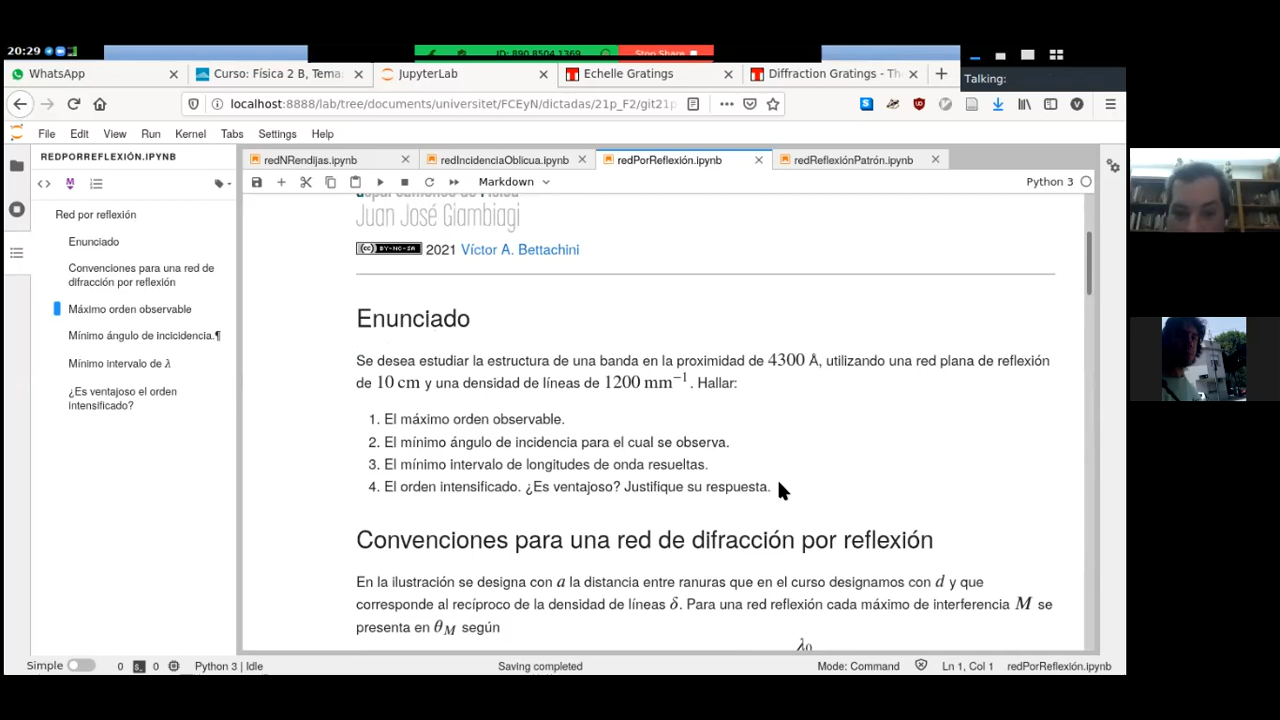 20:29
ID: 890 8504 1369
Stop Share
WhatsApp
Curso: Física 2 B, Tema:
JupyterLab
Echelle Gratings
Diffraction Gratings - Th
Talking:
localhost:8888/lab/tree/documents/universitet/FCEyN/dictadas/21p_F2/git21p
File Edit View Run Kernel Tabs Settings Help
REDPORREFLEXIÓN.IPYNB
redNRendijas.ipynb
redIncidenciaOblicua.ipynb
redPorReflexión.ipynb
redReflexiónPatrón.ipynb
Markdown
Python 3
Red por reflexión
Enunciado
Convenciones para una red de
difracción por reflexión
Máximo orden observable
Mínimo ángulo de incicidencia.¶
Mínimo intervalo de λ
¿Es ventajoso el orden
intensificado?
Juan José Giambiagi
2021 Víctor A. Bettachini
Enunciado
Se desea estudiar la estructura de una banda en la proximidad de 4300 Å, utilizando una red plana de reflexión
de 10 cm y una densidad de líneas de 1200 mm⁻¹. Hallar:
1. El máximo orden observable.
2. El mínimo ángulo de incidencia para el cual se observa.
3. El mínimo intervalo de longitudes de onda resueltas.
4. El orden intensificado. ¿Es ventajoso? Justifique su respuesta.
Convenciones para una red de difracción por reflexión
En la ilustración se designa con a la distancia entre ranuras que en el curso designamos con d y que
corresponde al recíproco de la densidad de líneas δ. Para una red reflexión cada máximo de interferencia M se
presenta en θM según
λ0
Simple
0
0
Python 3 | Idle
Saving completed
Mode: Command
Ln 1, Col 1
redPorReflexión.ipynb